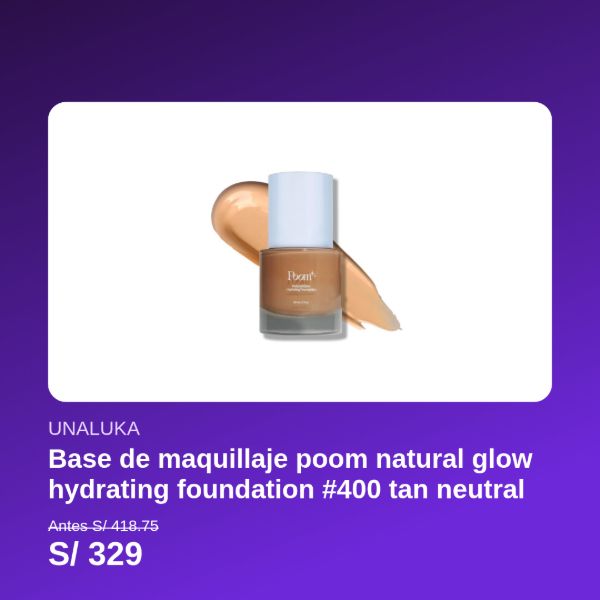 Poom
UNALUKA
Base de maquillaje poom natural glow
hydrating foundation #400 tan neutral
Antes S/ 418.75
S/ 329